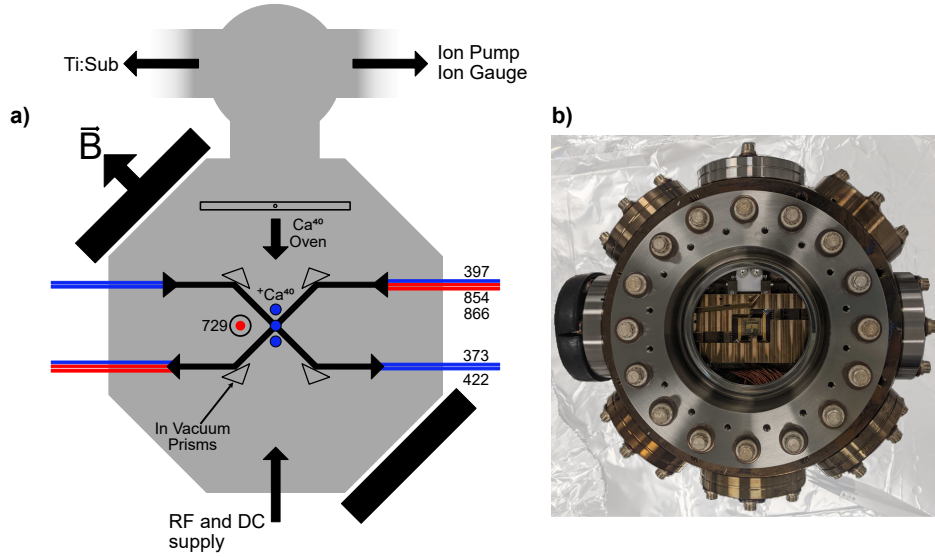 Ti:Sub
Ion Pump
Ion Gauge
a)
b)
B⃗
Ca⁴⁰
Oven
⁺Ca⁴⁰
397
854
866
729
373
422
In Vacuum
Prisms
RF and DC
supply